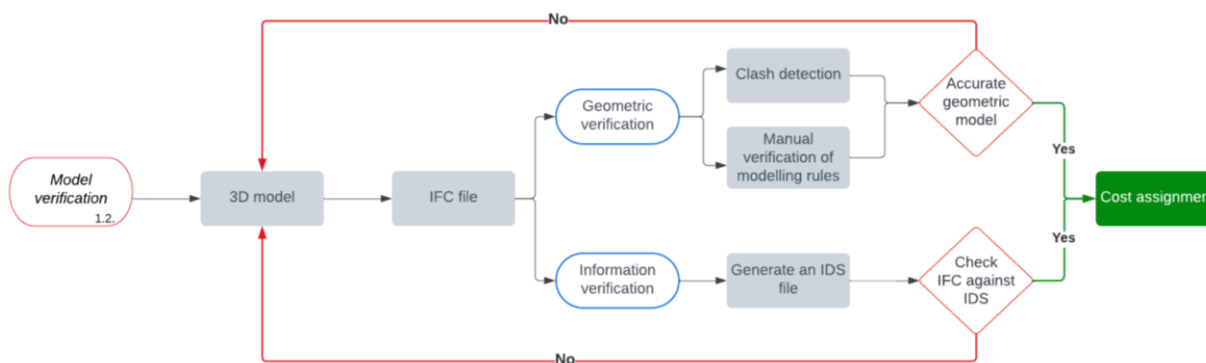 No
Clash detection
Geometric
verification
Accurate
geometric
model
Manual
verification of
modelling rules
Yes
Model
verification
1.2.
3D model
IFC file
Cost assignment
Yes
Information
verification
Generate an IDS
file
Check
IFC against
IDS
No